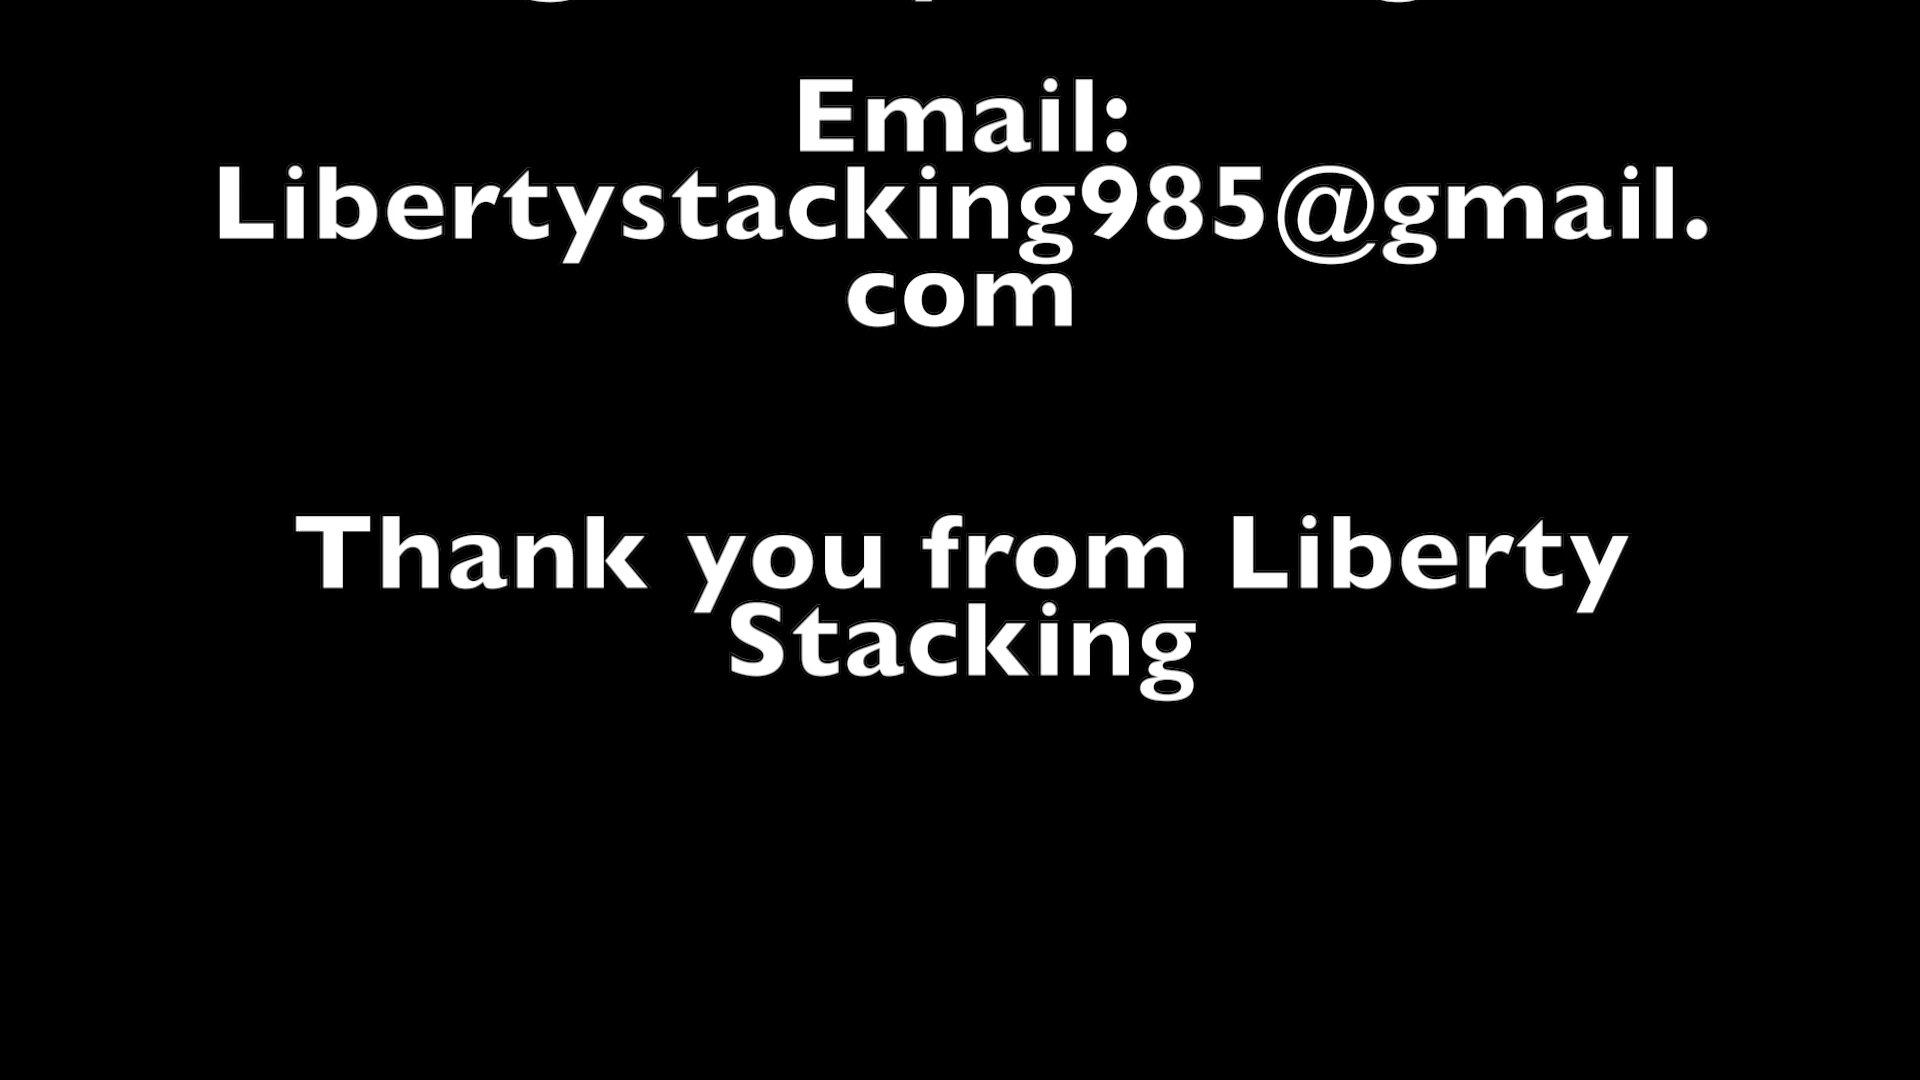 Email:
Libertystacking985@gmail.
com
Thank you from Liberty
Stacking